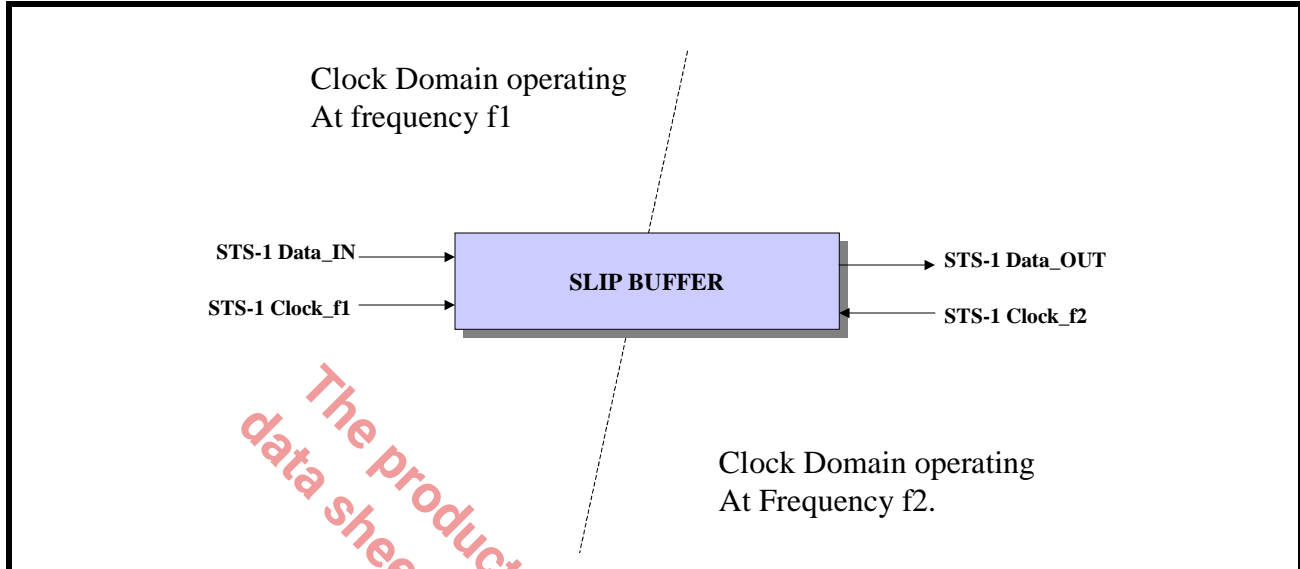 Clock Domain operating
At frequency f1
STS-1 Data_IN
STS-1 Clock_f1
SLIP BUFFER
STS-1 Data_OUT
STS-1 Clock_f2
The product
data shee
Clock Domain operating
At Frequency f2.